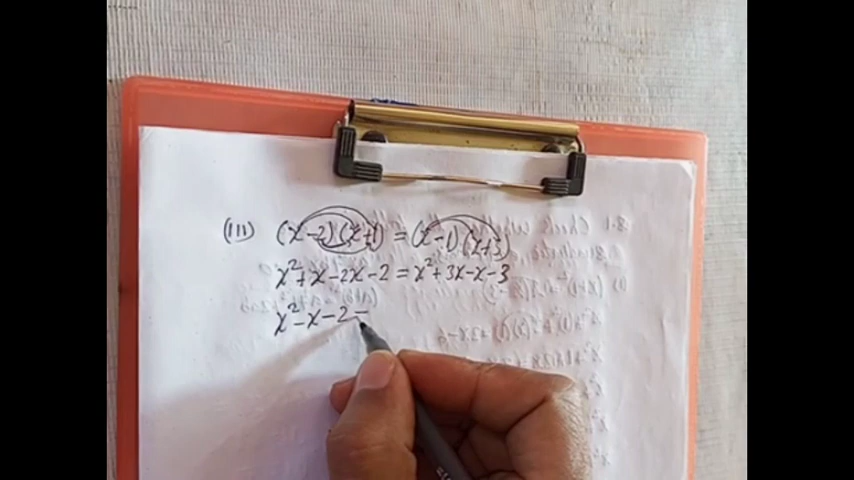 (iii) (x-2)(x+1) = (x-1)(x+3)
x²+x-2x-2 = x²+3x-x-3
x²-x-2-